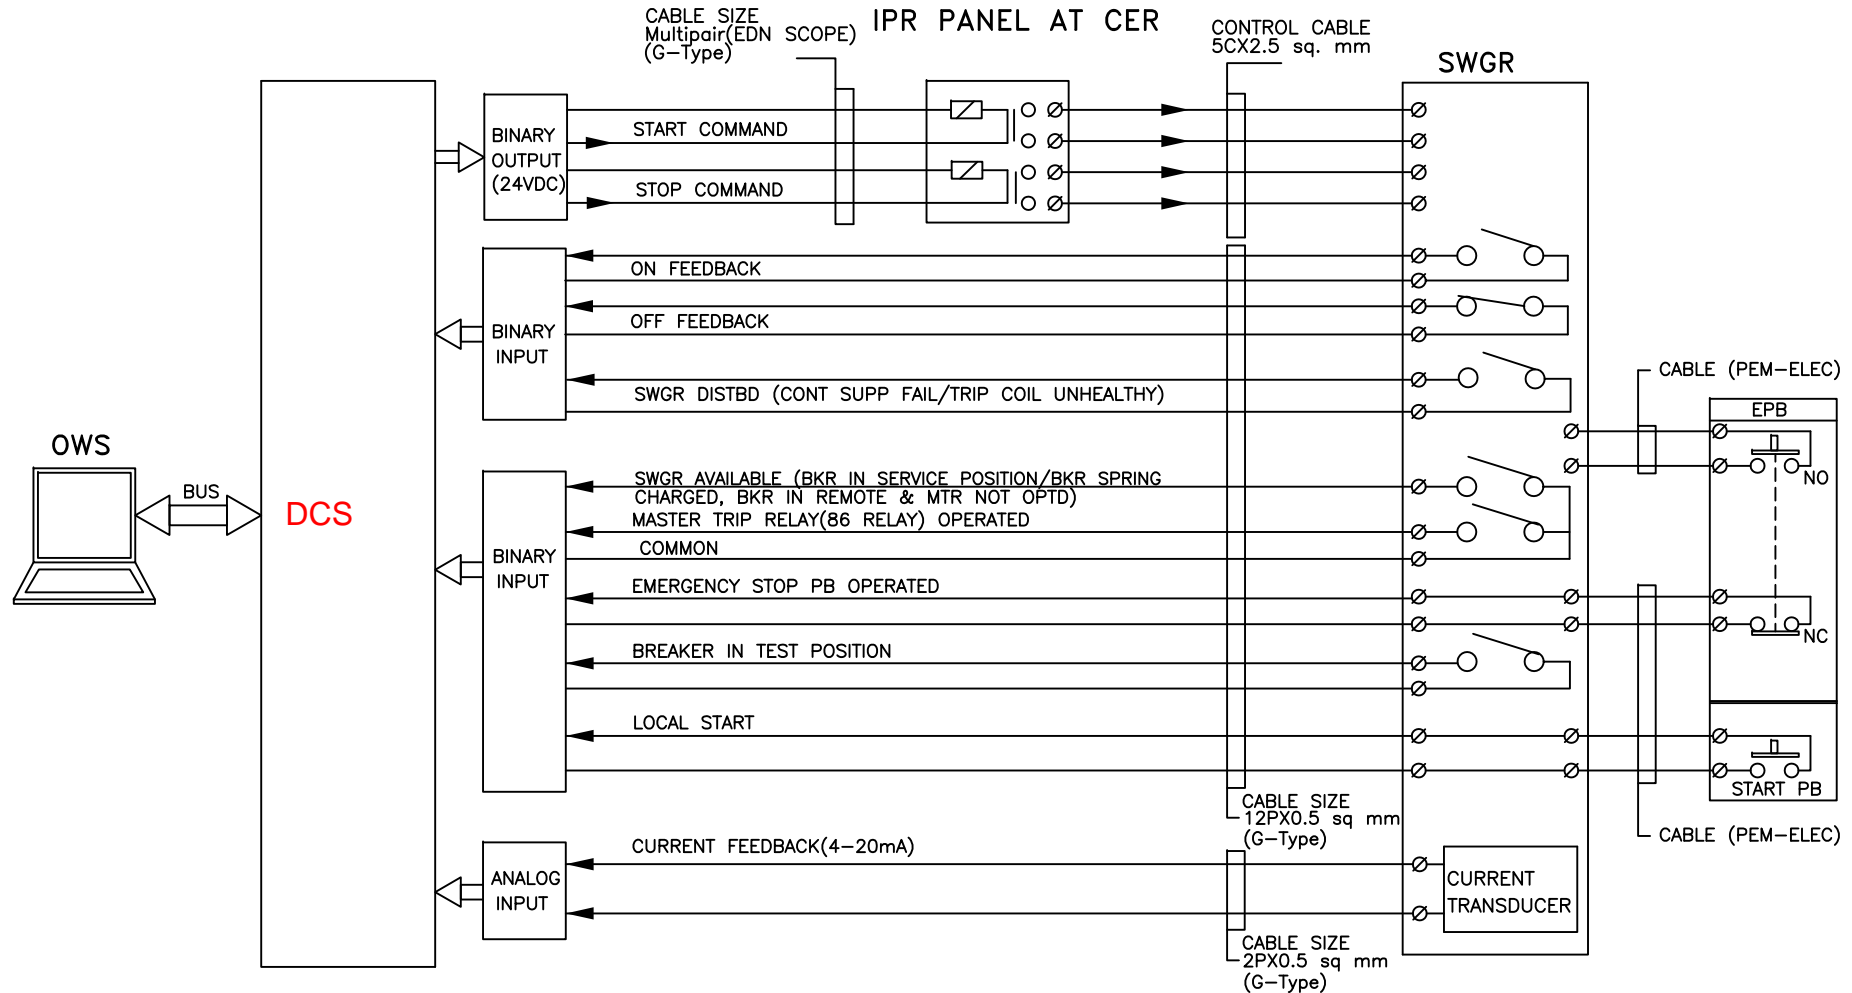 CABLE SIZE
Multipair(EDN SCOPE)
(G-Type)
IPR PANEL AT CER
CONTROL CABLE
5CX2.5 sq. mm
SWGR
BINARY
OUTPUT
(24VDC)
START COMMAND
STOP COMMAND
ON FEEDBACK
OFF FEEDBACK
BINARY
INPUT
SWGR DISTBD (CONT SUPP FAIL/TRIP COIL UNHEALTHY)
CABLE (PEM-ELEC)
EPB
NO
OWS
BUS
DCS
SWGR AVAILABLE (BKR IN SERVICE POSITION/BKR SPRING
CHARGED, BKR IN REMOTE & MTR NOT OPTD)
MASTER TRIP RELAY(86 RELAY) OPERATED
COMMON
BINARY
INPUT
EMERGENCY STOP PB OPERATED
NC
BREAKER IN TEST POSITION
LOCAL START
START PB
CABLE SIZE
12PX0.5 sq mm
(G-Type)
CABLE (PEM-ELEC)
CURRENT FEEDBACK(4-20mA)
ANALOG
INPUT
CURRENT
TRANSDUCER
CABLE SIZE
2PX0.5 sq mm
(G-Type)